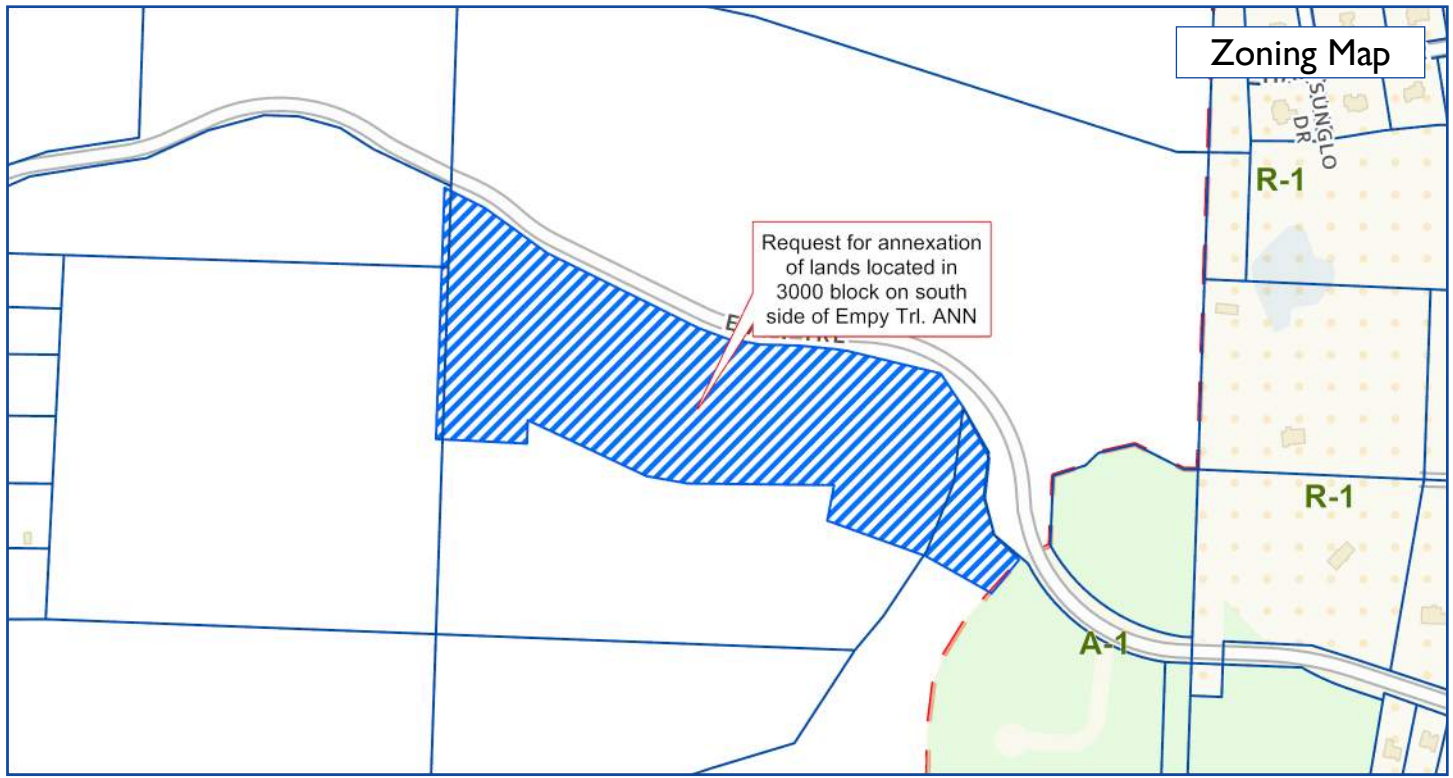 Zoning Map
SUNGLO
DR
R-1
Request for annexation
of lands located in
3000 block on south
side of Empy Trl. ANN
R-1
A-1